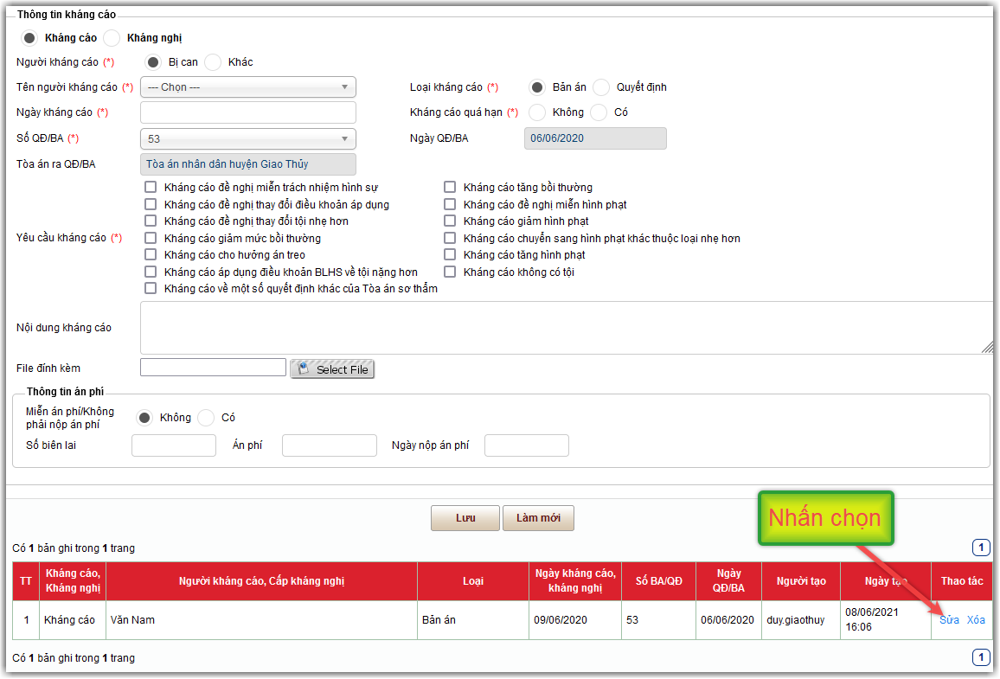 Thông tin kháng cáo
Kháng cáo Kháng nghị
Người kháng cáo (*) Bị can Khác
Tên người kháng cáo (*) --- Chọn --- Loại kháng cáo (*) Bản án Quyết định
Ngày kháng cáo (*) Kháng cáo quá hạn (*) Không Có
Số QĐ/BA (*) 53 Ngày QĐ/BA 06/06/2020
Tòa án ra QĐ/BA Tòa án nhân dân huyện Giao Thủy
Kháng cáo đề nghị miễn trách nhiệm hình sự Kháng cáo tăng bồi thường
Kháng cáo đề nghị thay đổi điều khoản áp dụng Kháng cáo đề nghị miễn hình phạt
Kháng cáo đề nghị thay đổi tội nhẹ hơn Kháng cáo giảm hình phạt
Yêu cầu kháng cáo (*) Kháng cáo giảm mức bồi thường Kháng cáo chuyển sang hình phạt khác thuộc loại nhẹ hơn
Kháng cáo cho hưởng án treo Kháng cáo tăng hình phạt
Kháng cáo áp dụng điều khoản BLHS về tội nặng hơn Kháng cáo không có tội
Kháng cáo về một số quyết định khác của Tòa án sơ thẩm
Nội dung kháng cáo
File đính kèm Select File
Thông tin án phí
Miễn án phí/Không
phải nộp án phí Không Có
Số biên lai Án phí Ngày nộp án phí
Lưu Làm mới
Nhấn chọn
Có 1 bản ghi trong 1 trang 1
TT Kháng cáo, Kháng nghị Người kháng cáo, Cấp kháng nghị Loại Ngày kháng cáo, kháng nghị Số BA/QĐ Ngày QĐ/BA Người tạo Ngày tạo Thao tác
1 Kháng cáo Văn Nam Bản án 09/06/2020 53 06/06/2020 duy.giaothuy 08/06/2021 16:06 Sửa Xóa
Có 1 bản ghi trong 1 trang 1